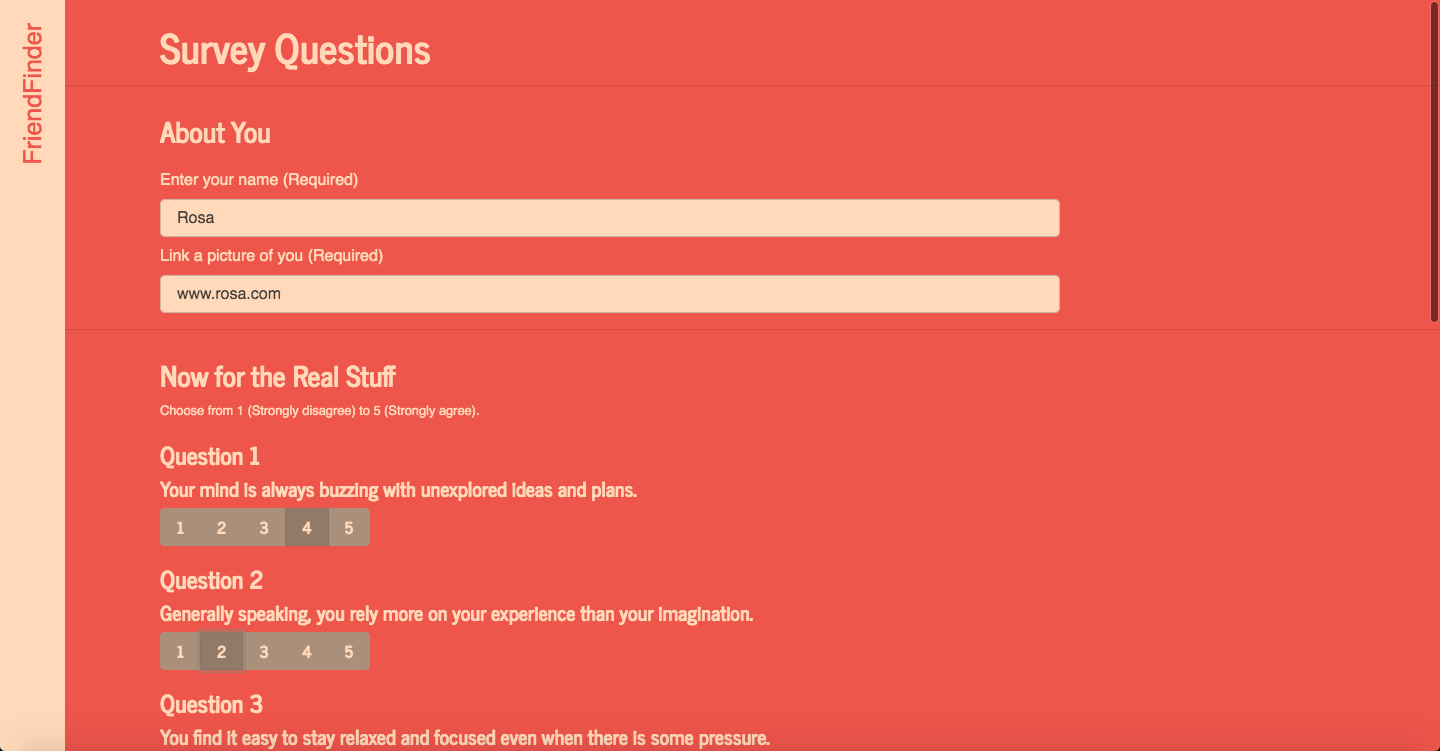 FriendFinder
Survey Questions
About You
Enter your name (Required)
Rosa
Link a picture of you (Required)
www.rosa.com
Now for the Real Stuff
Choose from 1 (Strongly disagree) to 5 (Strongly agree).
Question 1
Your mind is always buzzing with unexplored ideas and plans.
1 2 3 4 5
Question 2
Generally speaking, you rely more on your experience than your imagination.
1 2 3 4 5
Question 3
You find it easy to stay relaxed and focused even when there is some pressure.